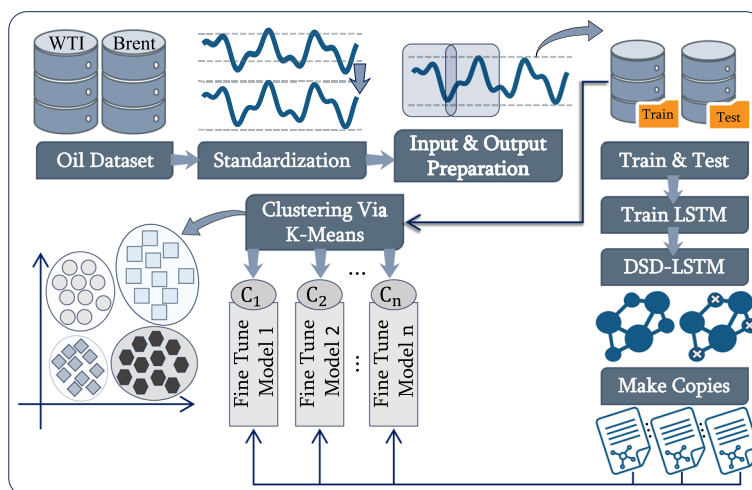 WTI
Brent
Train
Test
Oil Dataset
Standardization
Input & Output
Preparation
Train & Test
Clustering Via
K-Means
Train LSTM
DSD-LSTM
...
C1
C2
Cn
Fine Tune
Model 1
Fine Tune
Model 2
...
...
Fine Tune
Model n
Make Copies